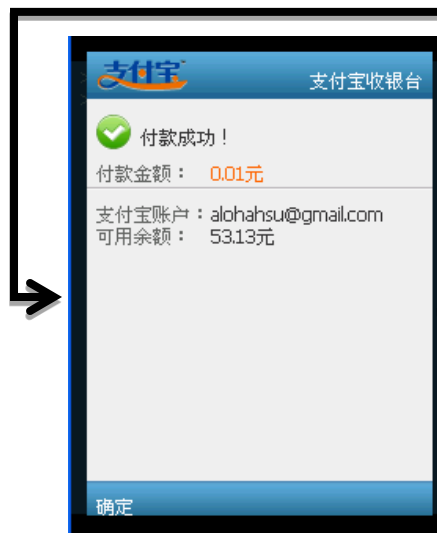 支付宝
支付宝收银台
付款成功！
付款金额： 0.01元
支付宝账户：alohahsu@gmail.com
可用余额： 53.13元
确定